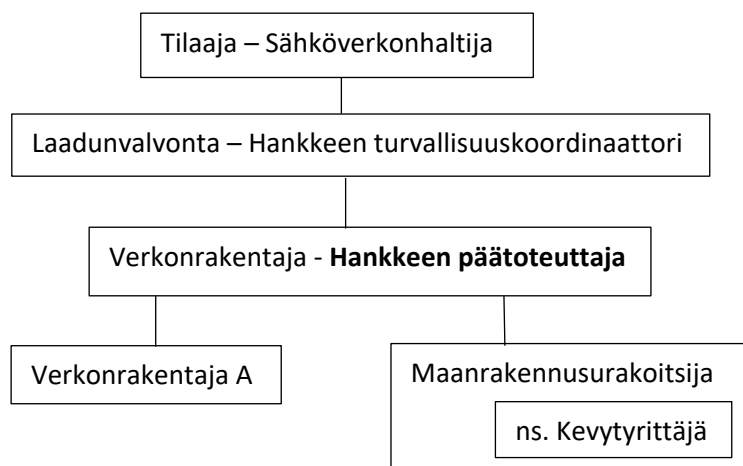 Tilaaja – Sähköverkonhaltija
Laadunvalvonta – Hankkeen turvallisuuskoordinaattori
Verkonrakentaja - Hankkeen päätoteuttaja
Verkonrakentaja A
Maanrakennusurakoitsija
ns. Kevytyrittäjä